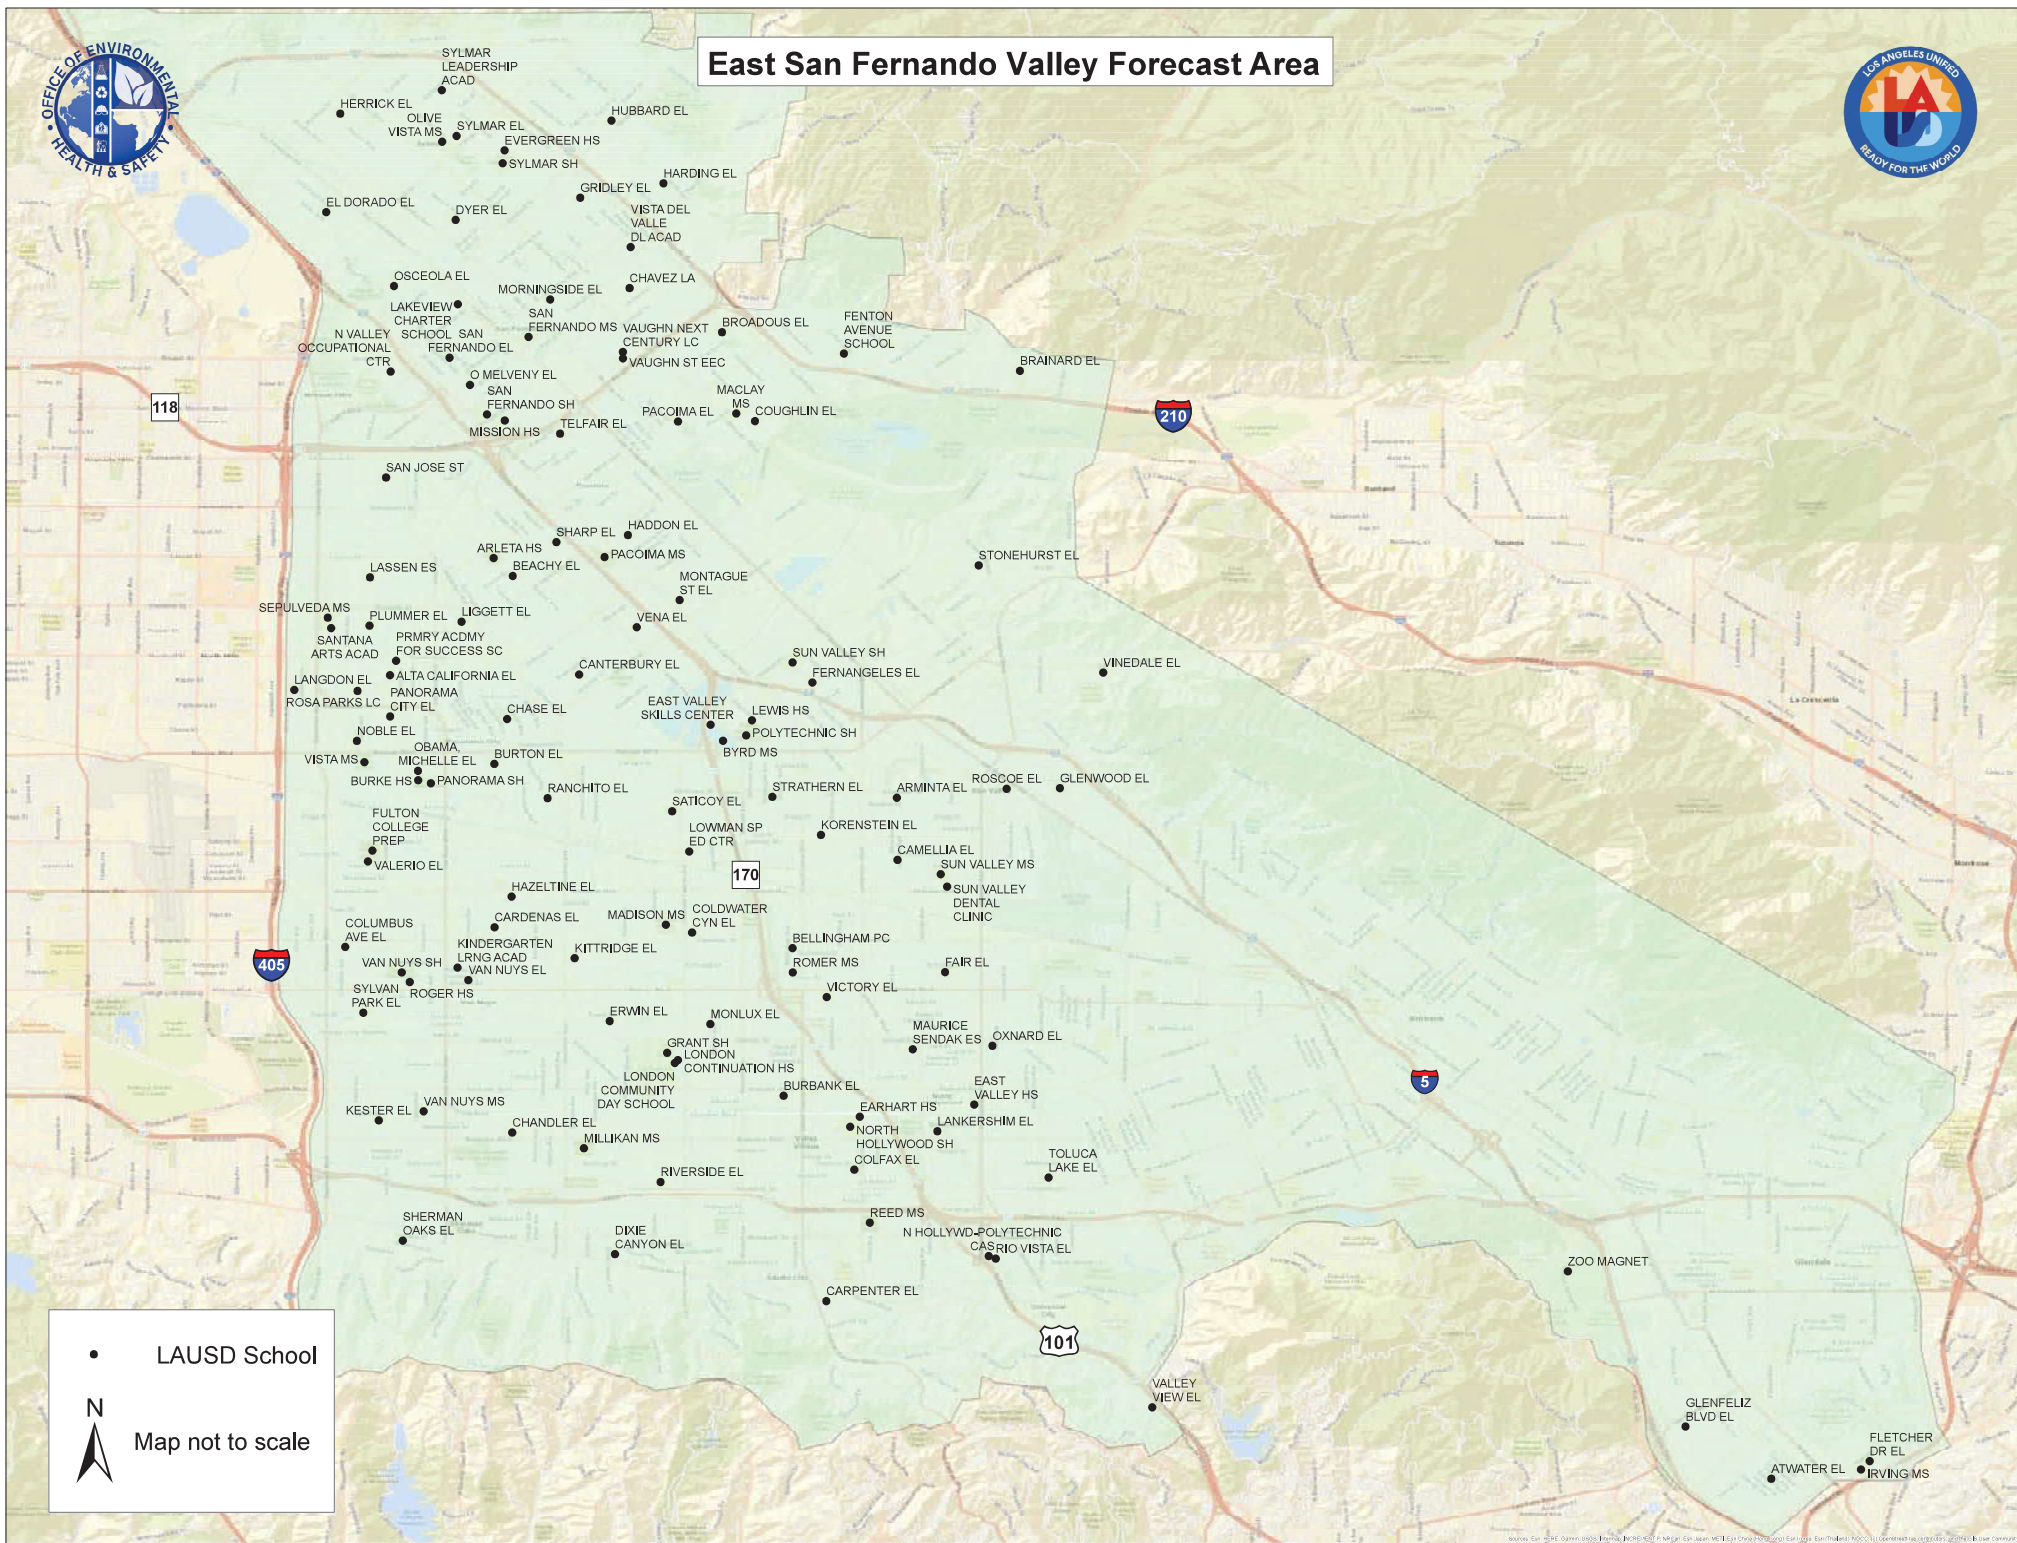 East San Fernando Valley Forecast Area
OFFICE OF ENVIRONMENTAL
HEALTH & SAFETY
LOS ANGELES UNIFIED
LAUSD
READY FOR THE WORLD
SYLMAR
LEADERSHIP
ACAD
HERRICK EL
OLIVE
VISTA MS
SYLMAR EL
HUBBARD EL
EVERGREEN HS
SYLMAR SH
HARDING EL
GRIDLEY EL
EL DORADO EL
DYER EL
VISTA DEL
VALLE
DL ACAD
OSCEOLA EL
CHAVEZ LA
MORNINGSIDE EL
LAKEVIEW
CHARTER
SCHOOL
SAN
FERNANDO MS
N VALLEY
OCCUPATIONAL
CTR
SAN
FERNANDO EL
VAUGHN NEXT
CENTURY LC
VAUGHN ST EEC
BROADOUS EL
FENTON
AVENUE
SCHOOL
BRAINARD EL
O MELVENY EL
SAN
FERNANDO SH
MISSION HS
TELFAIR EL
PACOIMA EL
MACLAY
MS
COUGHLIN EL
118
210
SAN JOSE ST
SHARP EL
HADDON EL
ARLETA HS
PACOIMA MS
BEACHY EL
STONEHURST EL
LASSEN ES
MONTAGUE
ST EL
SEPULVEDA MS
PLUMMER EL
LIGGETT EL
VENA EL
SANTANA
ARTS ACAD
PRMRY ACDMY
FOR SUCCESS SC
SUN VALLEY SH
CANTERBURY EL
FERNANGELES EL
VINEDALE EL
ALTA CALIFORNIA EL
LANGDON EL
ROSA PARKS LC
PANORAMA
CITY EL
CHASE EL
EAST VALLEY
SKILLS CENTER
LEWIS HS
POLYTECHNIC SH
BYRD MS
NOBLE EL
VISTA MS
OBAMA,
MICHELLE EL
BURTON EL
BURKE HS
PANORAMA SH
RANCHITO EL
STRATHERN EL
ARMINTA EL
ROSCOE EL
GLENWOOD EL
SATICOY EL
FULTON
COLLEGE
PREP
LOWMAN SP
ED CTR
KORENSTEIN EL
VALERIO EL
CAMELLIA EL
SUN VALLEY MS
170
SUN VALLEY
DENTAL
CLINIC
HAZELTINE EL
CARDENAS EL
MADISON MS
COLDWATER
CYN EL
COLUMBUS
AVE EL
KINDERGARTEN
LRNG ACAD
KITTRIDGE EL
BELLINGHAM PC
405
VAN NUYS SH
VAN NUYS EL
ROMER MS
FAIR EL
SYLVAN
PARK EL
ROGER HS
VICTORY EL
ERWIN EL
MONLUX EL
MAURICE
SENDAK ES
OXNARD EL
GRANT SH
LONDON
CONTINUATION HS
LONDON
COMMUNITY
DAY SCHOOL
BURBANK EL
EAST
VALLEY HS
5
KESTER EL
VAN NUYS MS
EARHART HS
CHANDLER EL
NORTH
HOLLYWOOD SH
LANKERSHIM EL
MILLIKAN MS
COLFAX EL
TOLUCA
LAKE EL
RIVERSIDE EL
SHERMAN
OAKS EL
DIXIE
CANYON EL
REED MS
N HOLLYWD-POLYTECHNIC
CAS
RIO VISTA EL
ZOO MAGNET
CARPENTER EL
101
VALLEY
VIEW EL
GLENFELIZ
BLVD EL
FLETCHER
DR EL
ATWATER EL
IRVING MS
LAUSD School
N
Map not to scale